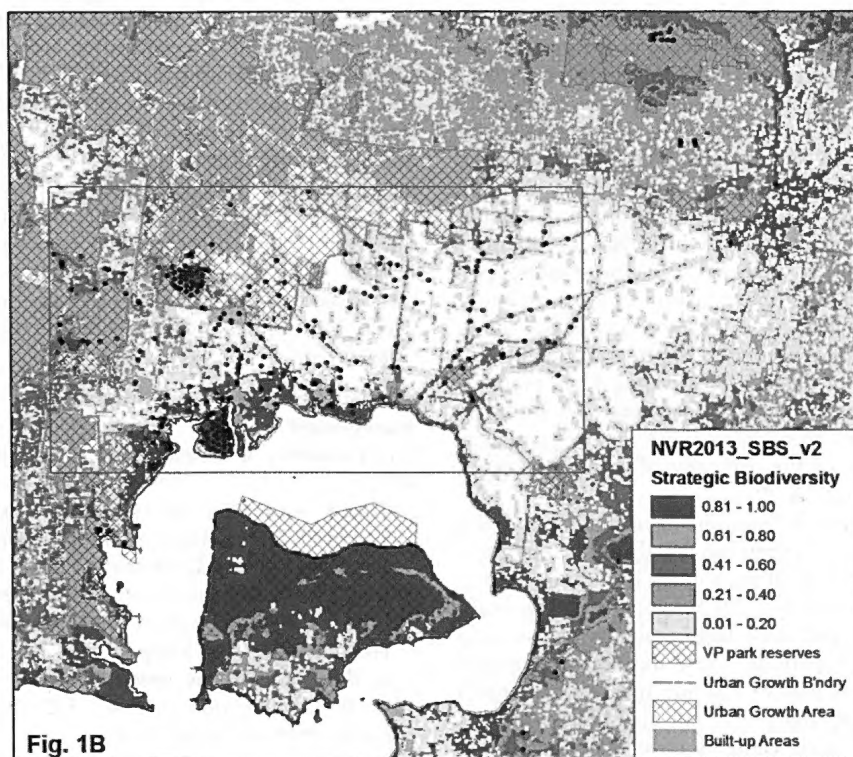 NVR2013_SBS_v2
Strategic Biodiversity
0.81 - 1.00
0.61 - 0.80
0.41 - 0.60
0.21 - 0.40
0.01 - 0.20
VP park reserves
Urban Growth B'ndry
Urban Growth Area
Built-up Areas
Fig. 1B